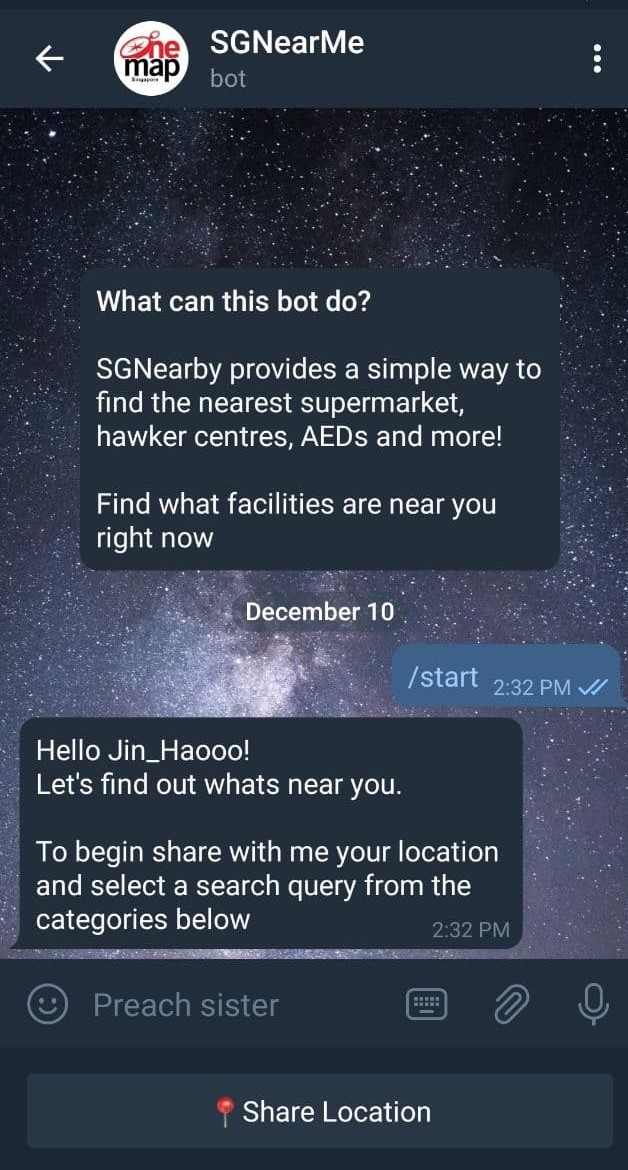 One
map
Singapore
SGNearMe
bot
What can this bot do?
SGNearby provides a simple way to
find the nearest supermarket,
hawker centres, AEDs and more!
Find what facilities are near you
right now
December 10
/start 2:32 PM
Hello Jin_Haooo!
Let's find out whats near you.
To begin share with me your location
and select a search query from the
categories below
2:32 PM
Preach sister
📍 Share Location